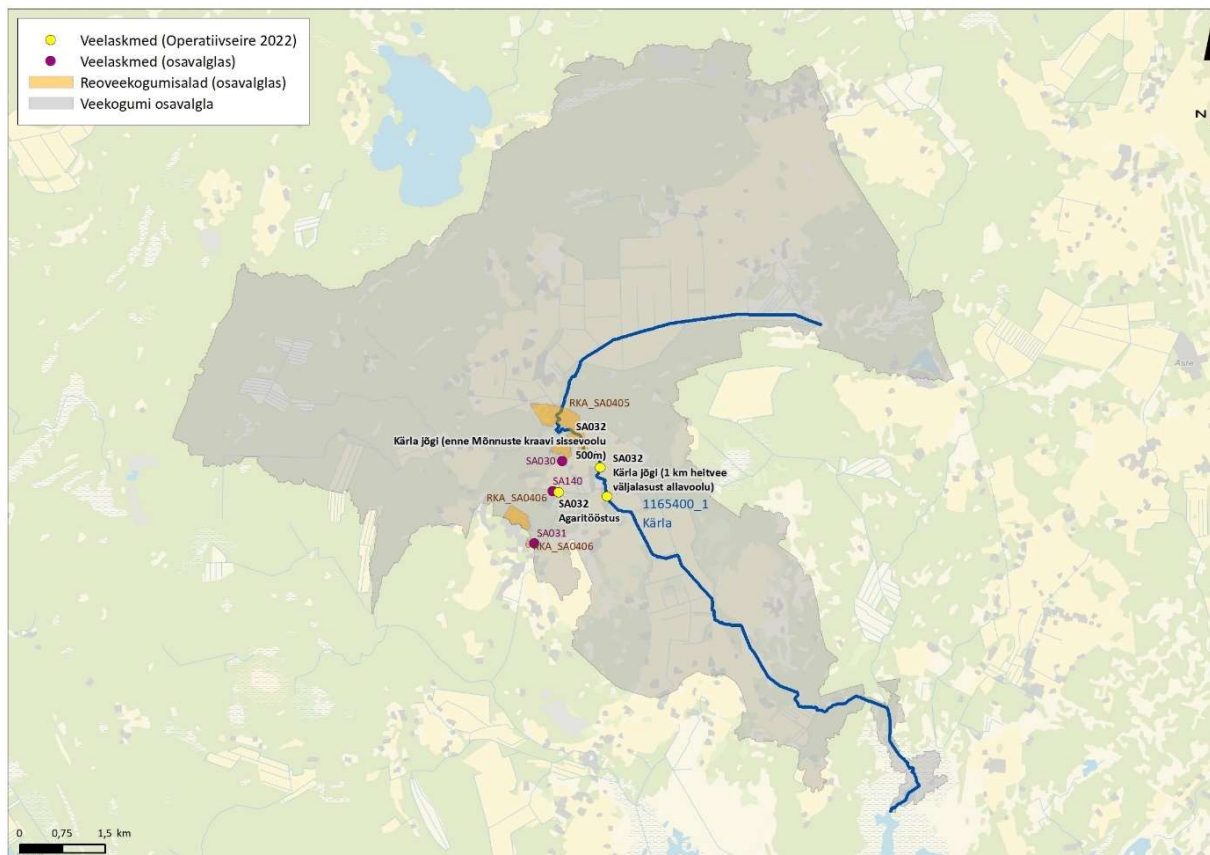 Veelaskmed (Operatiivseire 2022)
Veelaskmed (osavalglas)
Reoveekogumisalad (osavalglas)
Veekogumi osavalgla
N
Aste
RKA_SA0405
SA032
Kärla jõgi (enne Mõnnuste kraavi sissevoolu
500m)
SA030
SA032
Kärla jõgi (1 km heitvee
väljalasust allavoolu)
SA140
RKA_SA0406
SA032
Agaritööstus
1165400_1
Kärla
SA031
RKA_SA0406
0 0,75 1,5 km